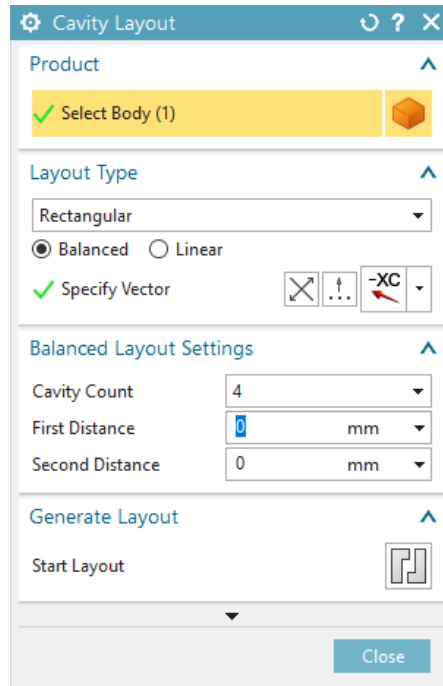 Cavity Layout ?
Product
Select Body (1)
Layout Type
Rectangular
Balanced Linear
Specify Vector -XC
Balanced Layout Settings
Cavity Count 4
First Distance 0 mm
Second Distance 0 mm
Generate Layout
Start Layout
Close